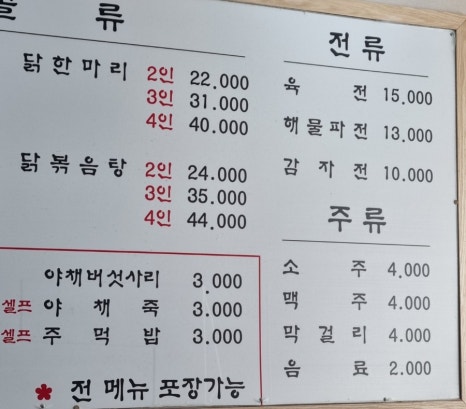 류
닭한마리 2인 22.000
3인 31.000
4인 40.000
닭볶음탕 2인 24.000
3인 35.000
4인 44.000
야채버섯사리 3.000
셀프 야 채 죽 3.000
셀프 주 먹 밥 3.000
* 전 메뉴 포장가능
전 류
육 전 15.000
해물파전 13.000
감 자 전 10.000
주 류
소 주 4.000
맥 주 4.000
막 걸 리 4.000
음 료 2.000